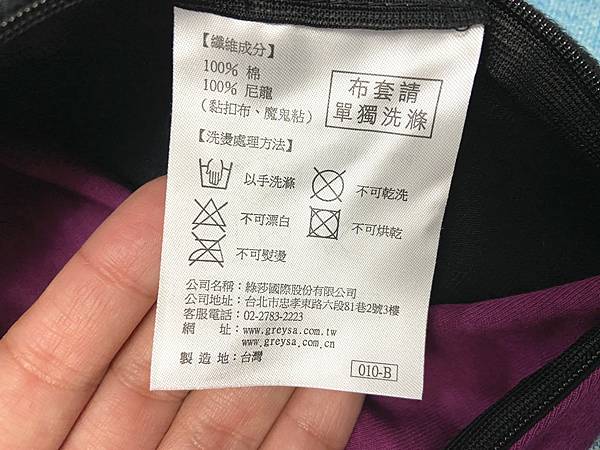 【纖維成分】
100% 棉
100% 尼龍
（黏扣布、魔鬼粘）
布套請
單獨洗滌
【洗燙處理方法】
以手洗滌
不可乾洗
不可漂白
不可烘乾
不可熨燙
公司名稱：綠莎國際股份有限公司
公司地址：台北市忠孝東路六段81巷2號3樓
客服電話：02-2783-2223
網　　址：www.greysa.com.tw
www.greysa.com.cn
製 造 地：台灣
010-B